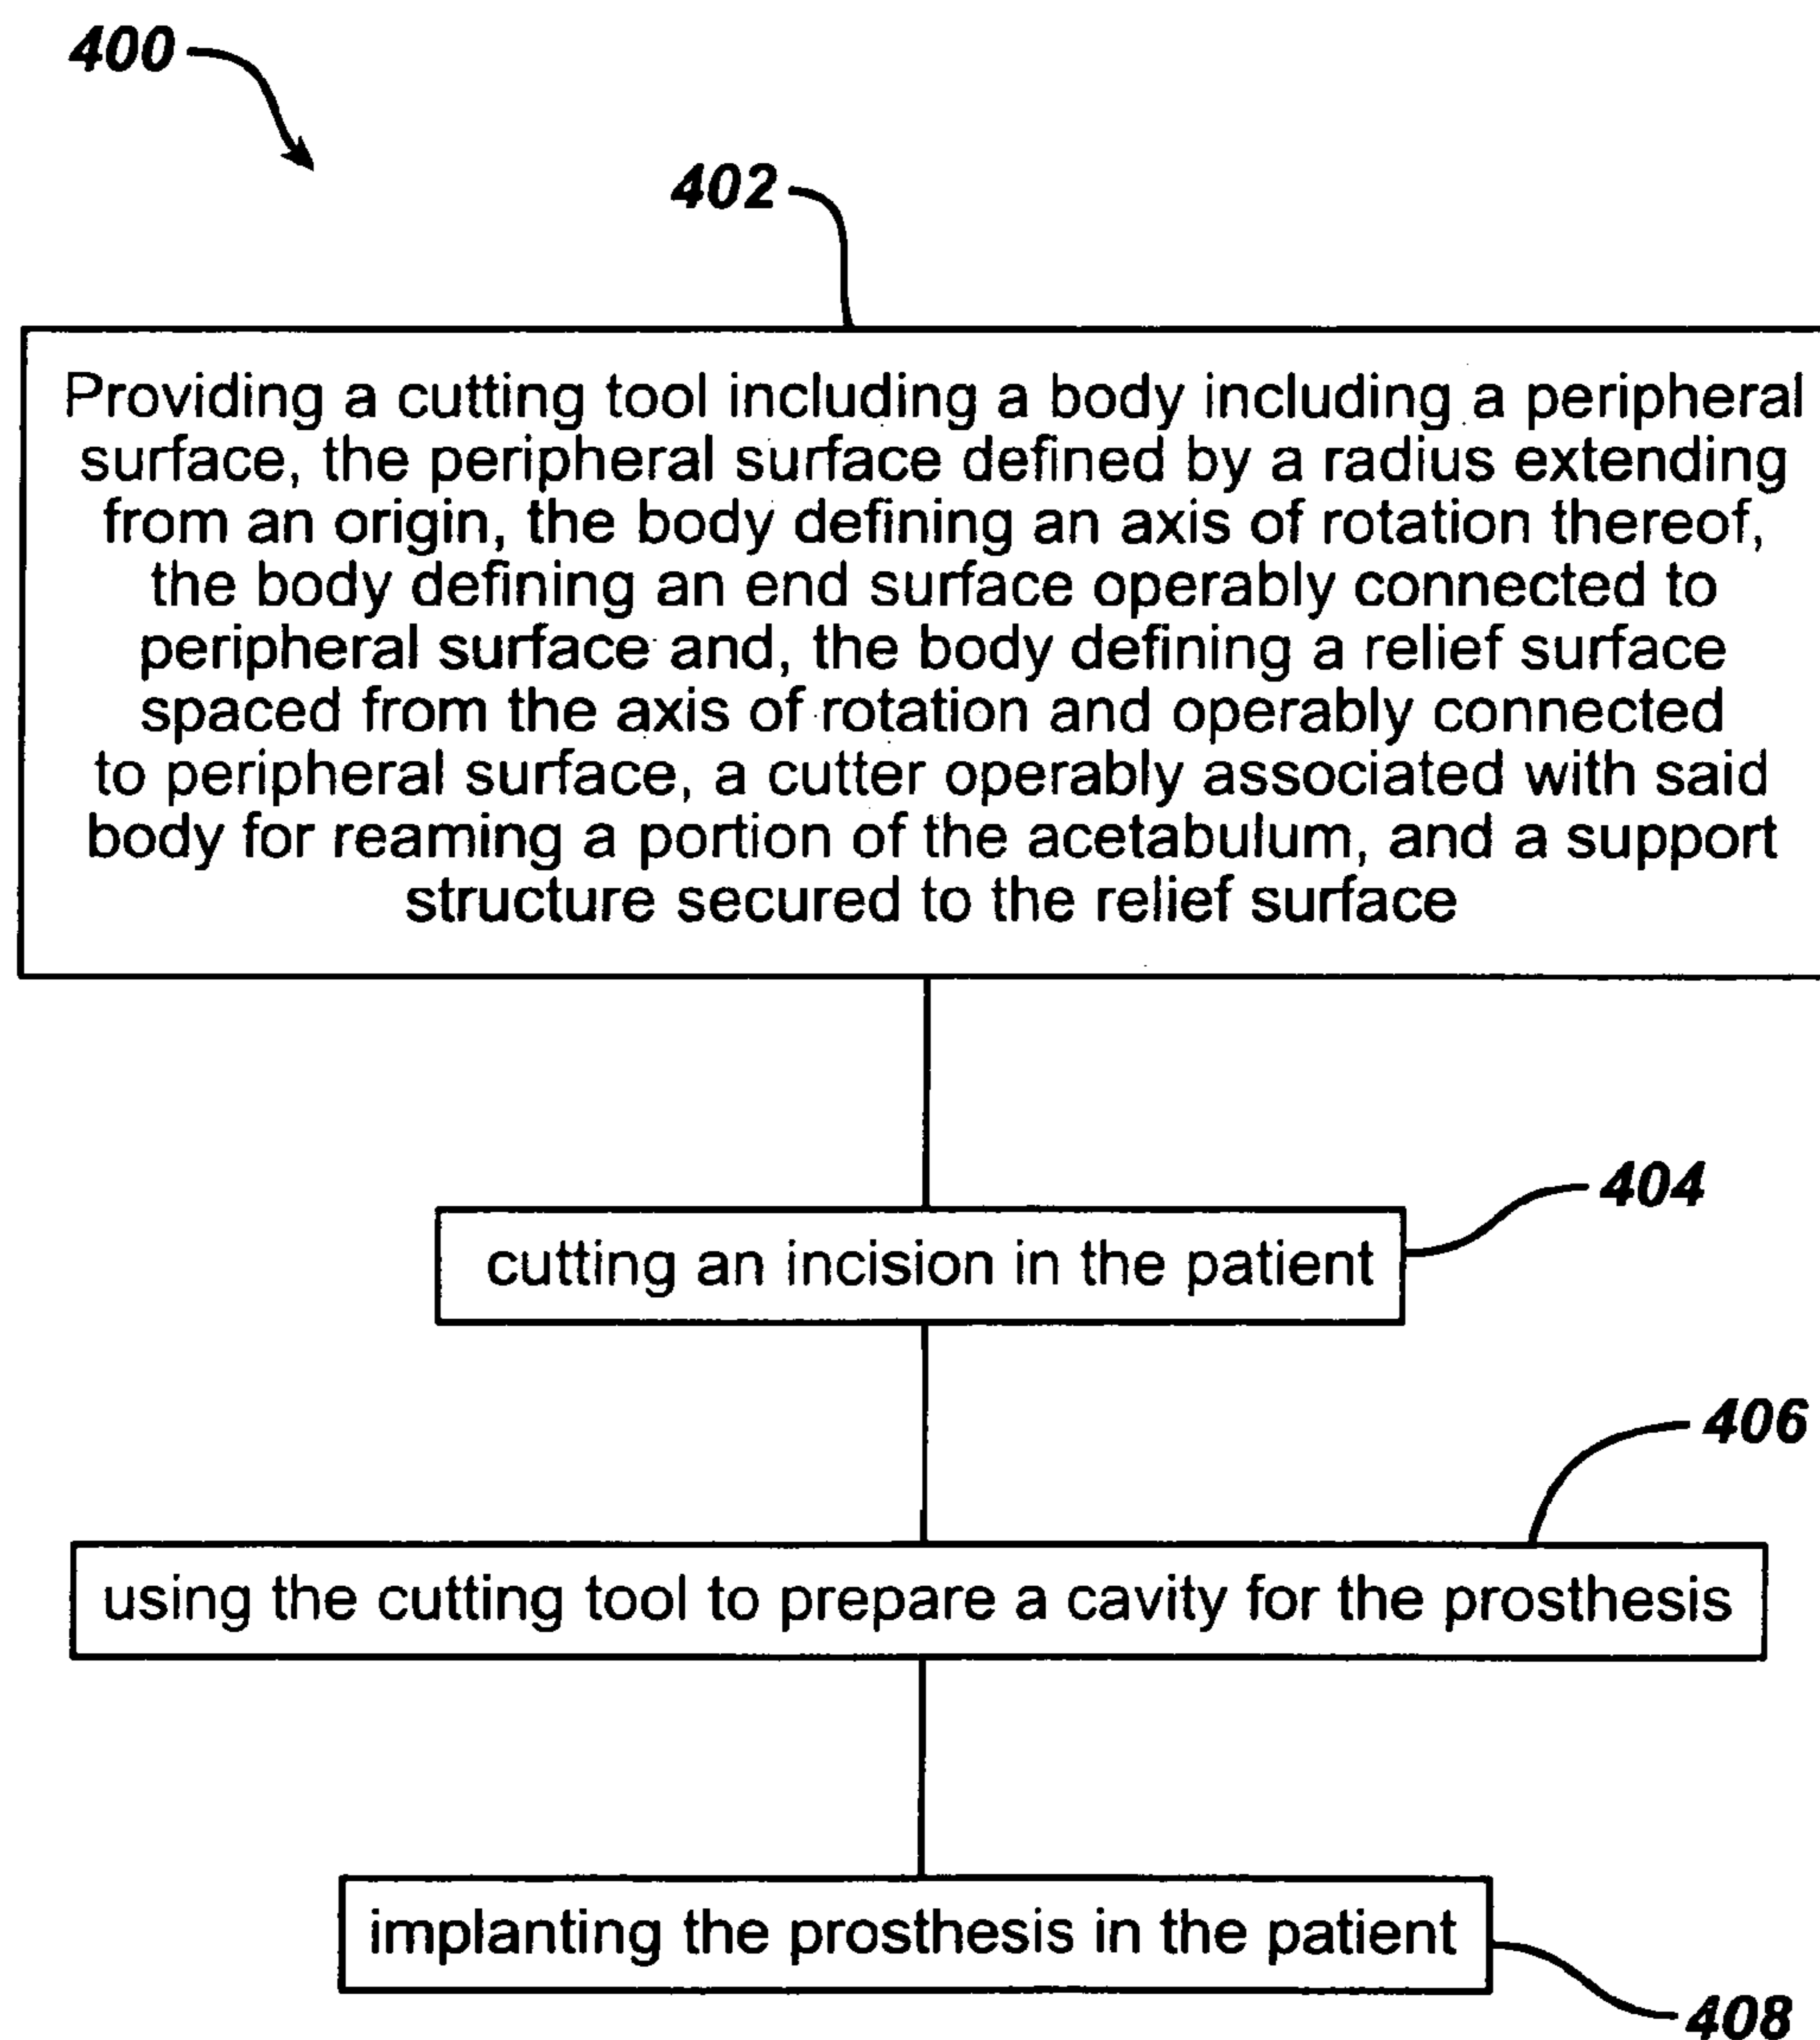 400
402
Providing a cutting tool including a body including a peripheral
surface, the peripheral surface defined by a radius extending
from an origin, the body defining an axis of rotation thereof,
the body defining an end surface operably connected to
peripheral surface and, the body defining a relief surface
spaced from the axis of rotation and operably connected
to peripheral surface, a cutter operably associated with said
body for reaming a portion of the acetabulum, and a support
structure secured to the relief surface
404
cutting an incision in the patient
406
using the cutting tool to prepare a cavity for the prosthesis
implanting the prosthesis in the patient
408